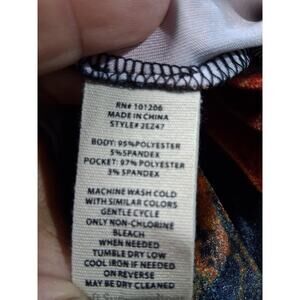 RN# 101206
MADE IN CHINA
STYLE# 2EZ47
BODY: 95%POLYESTER
5%SPANDEX
POCKET: 97% POLYESTER
3% SPANDEX
MACHINE WASH COLD
WITH SIMILAR COLORS
GENTLE CYCLE
ONLY NON-CHLORINE
BLEACH
WHEN NEEDED
TUMBLE DRY LOW
COOL IRON IF NEEDED
ON REVERSE
MAY BE DRY CLEANED